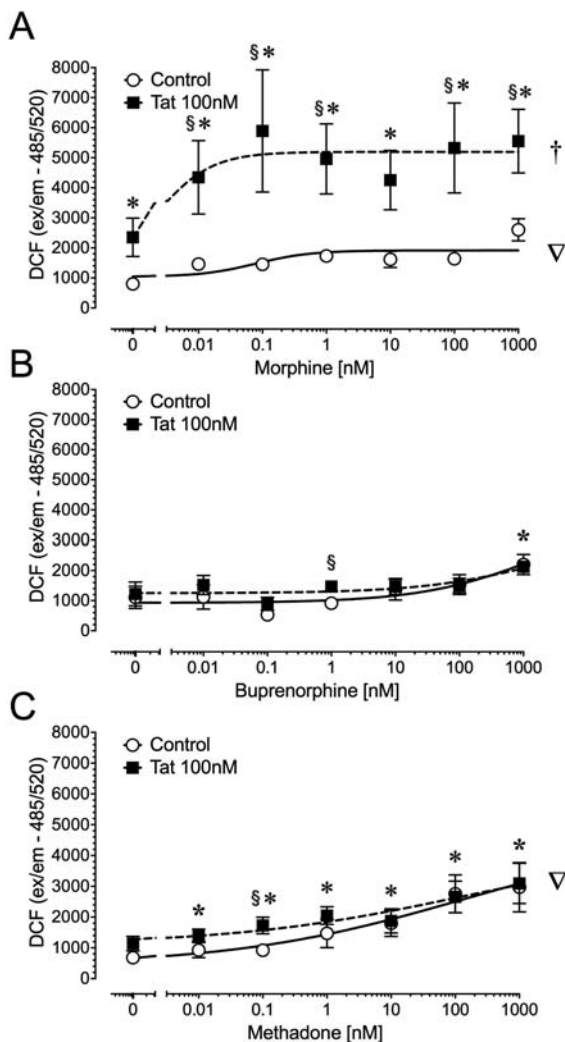 A
DCF (ex/em - 485/520)
8000
7000
6000
5000
4000
3000
2000
1000
0
Control
Tat 100nM
*
§*
§*
§*
*
§*
§*
†
∇
0 0.01 0.1 1 10 100 1000
Morphine [nM]
B
DCF (ex/em - 485/520)
8000
7000
6000
5000
4000
3000
2000
1000
0
Control
Tat 100nM
§
*
0 0.01 0.1 1 10 100 1000
Buprenorphine [nM]
C
DCF (ex/em - 485/520)
8000
7000
6000
5000
4000
3000
2000
1000
0
Control
Tat 100nM
*
§*
*
*
*
*
∇
0 0.01 0.1 1 10 100 1000
Methadone [nM]